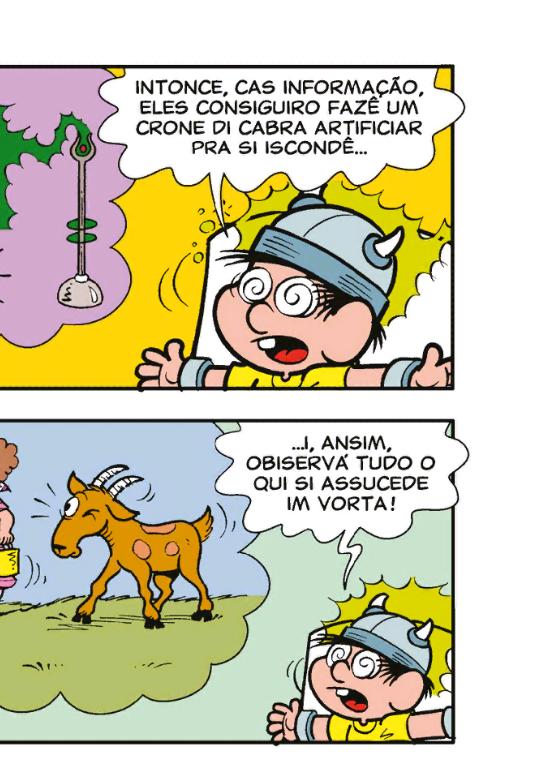 INTONCE, CAS INFORMAÇÃO,
ELES CONSIGUIRO FAZÊ UM
CRONE DI CABRA ARTIFICIAR
PRA SI ISCONDÊ...
...I, ANSIM,
OBISERVA TUDO O
QUI SI ASSUCEDE
IM VORTA!